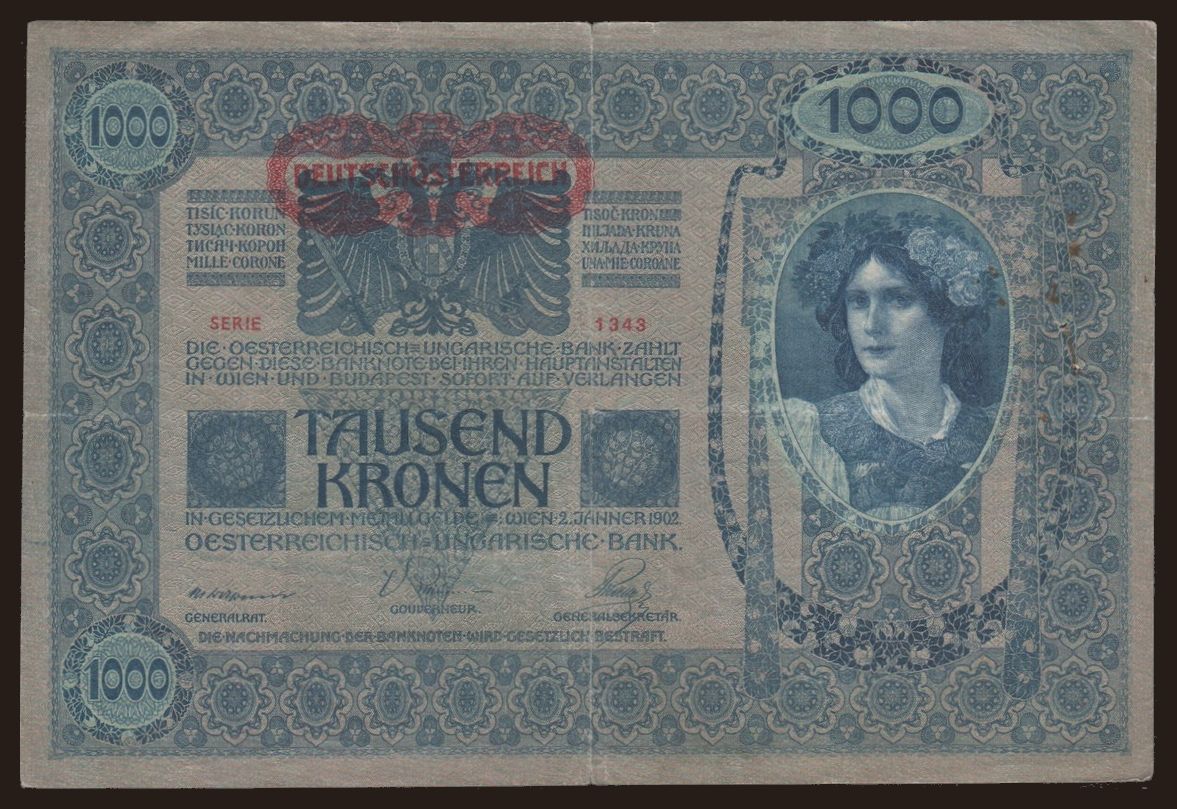 1000
1000
DEUTSCHÖSTERREICH
TISÍC·KORUN
TYSIĄC·KORON
ТИСЯЧ·КОРОН
MILLE·CORONE
TISOČ·KRON
HILJADA·KRUNA
ХИЉАДА·КРУНА
UNA·MIE·COROANE
SERIE 1343
DIE·OESTERREICHISCH=UNGARISCHE·BANK·ZAHLT
GEGEN·DIESE·BANKNOTE·BEI·IHREN·HAUPTANSTALTEN
IN·WIEN·UND·BUDAPEST·SOFORT·AUF·VERLANGEN
TAUSEND
KRONEN
IN·GESETZLICHEM·METALLGELDE=:WIEN·2.JÄNNER 1902
OESTERREICHISCH=UNGARISCHE·BANK.
GENERALRAT. GOUVERNEUR. GENERALSEKRETÄR.
DIE·NACHMACHUNG·DER·BANKNOTEN·WIRD·GESETZLICH BESTRAFT.
1000